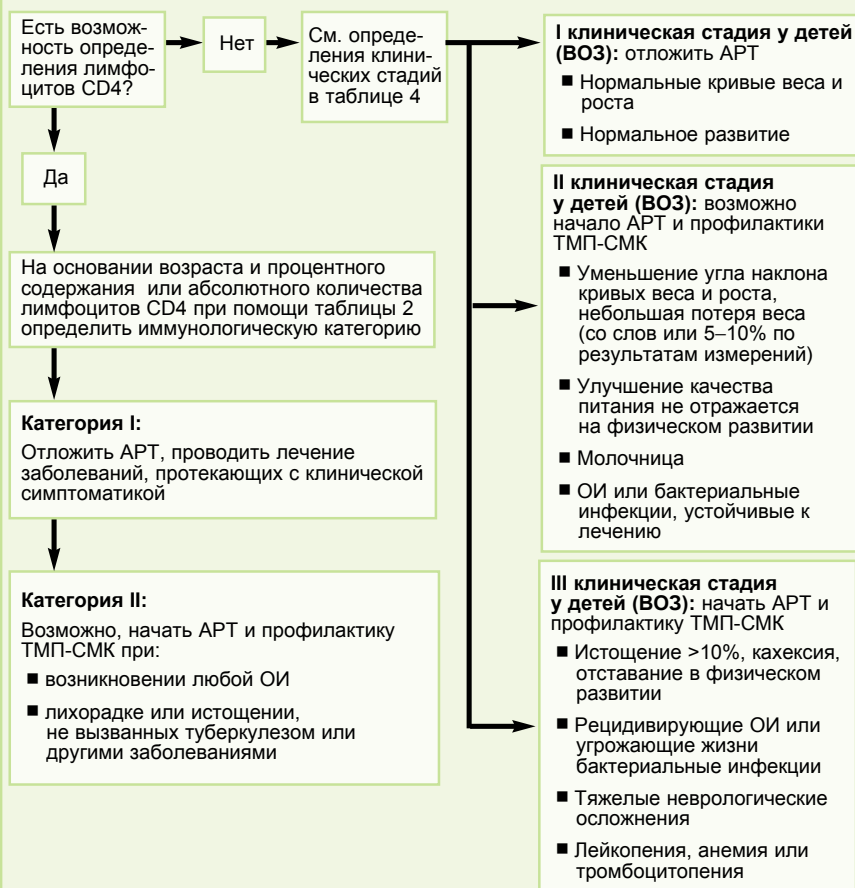 Есть возмож-
ность опреде-
ления лимфо-
цитов CD4?
Нет
См. опреде-
ления клини-
ческих стадий
в таблице 4
Да
На основании возраста и процентного
содержания или абсолютного количества
лимфоцитов CD4 при помощи таблицы 2
определить иммунологическую категорию
Категория I:
Отложить АРТ, проводить лечение
заболеваний, протекающих с клинической
симптоматикой
Категория II:
Возможно, начать АРТ и профилактику
ТМП-СМК при:
■ возникновении любой ОИ
■ лихорадке или истощении,
не вызванных туберкулезом или
другими заболеваниями
I клиническая стадия у детей
(ВОЗ): отложить АРТ
■ Нормальные кривые веса и
роста
■ Нормальное развитие
II клиническая стадия
у детей (ВОЗ): возможно
начало АРТ и профилактики
ТМП-СМК
■ Уменьшение угла наклона
кривых веса и роста,
небольшая потеря веса
(со слов или 5–10% по
результатам измерений)
■ Улучшение качества
питания не отражается
на физическом развитии
■ Молочница
■ ОИ или бактериальные
инфекции, устойчивые к
лечению
III клиническая стадия
у детей (ВОЗ): начать АРТ и
профилактику ТМП-СМК
■ Истощение >10%, кахексия,
отставание в физическом
развитии
■ Рецидивирующие ОИ или
угрожающие жизни
бактериальные инфекции
■ Тяжелые неврологические
осложнения
■ Лейкопения, анемия или
тромбоцитопения